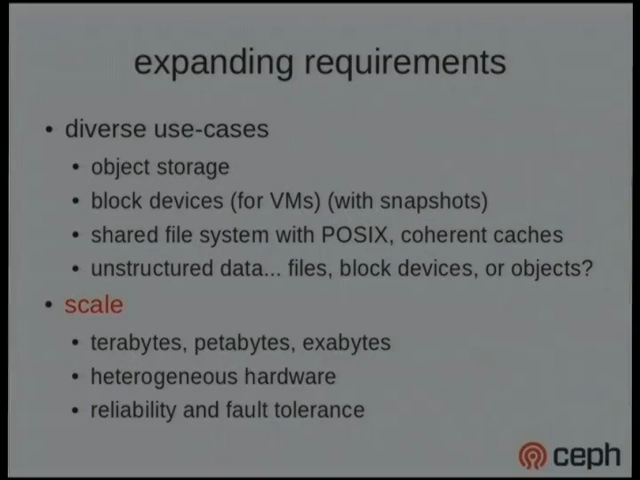 expanding requirements
• diverse use-cases
• object storage
• block devices (for VMs) (with snapshots)
• shared file system with POSIX, coherent caches
• unstructured data... files, block devices, or objects?
• scale
• terabytes, petabytes, exabytes
• heterogeneous hardware
• reliability and fault tolerance
ceph